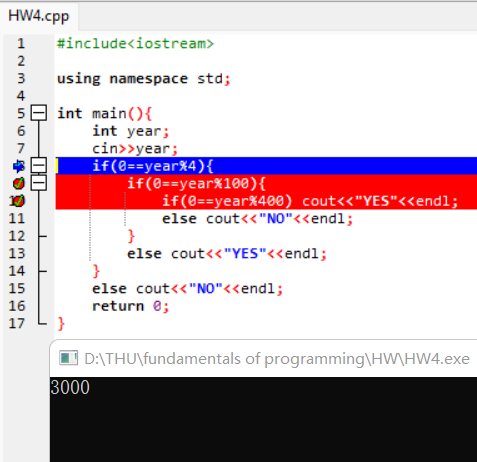 HW4.cpp
1 #include<iostream>
2
3 using namespace std;
4
5 int main(){
6 int year;
7 cin>>year;
if(0==year%4){
if(0==year%100){
if(0==year%400) cout<<"YES"<<endl;
11 else cout<<"NO"<<endl;
12 }
13 else cout<<"YES"<<endl;
14 }
15 else cout<<"NO"<<endl;
16 return 0;
17 }
D:\THU\fundamentals of programming\HW\HW4.exe
3000